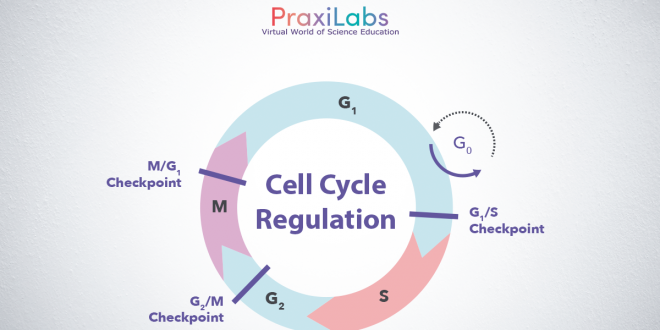 PraxiLabs
Virtual World of Science Education
G₁
G₀
M/G₁
Checkpoint
Cell Cycle
Regulation
M
G₁/S
Checkpoint
G₂/M
Checkpoint
G₂
S